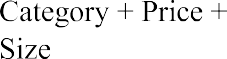 Category + Price +
Size